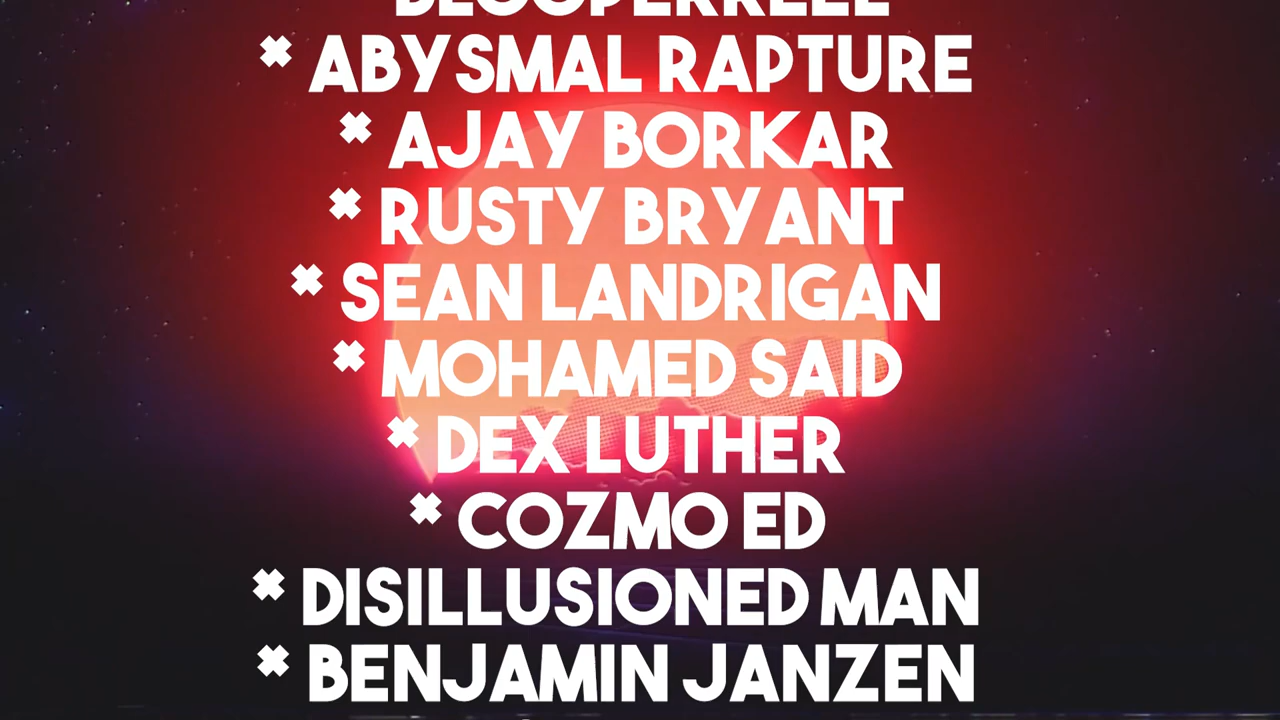 * ABYSMAL RAPTURE
* AJAY BORKAR
* RUSTY BRYANT
* SEAN LANDRIGAN
* MOHAMED SAID
* DEX LUTHER
* COZMO ED
* DISILLUSIONED MAN
* BENJAMIN JANZEN